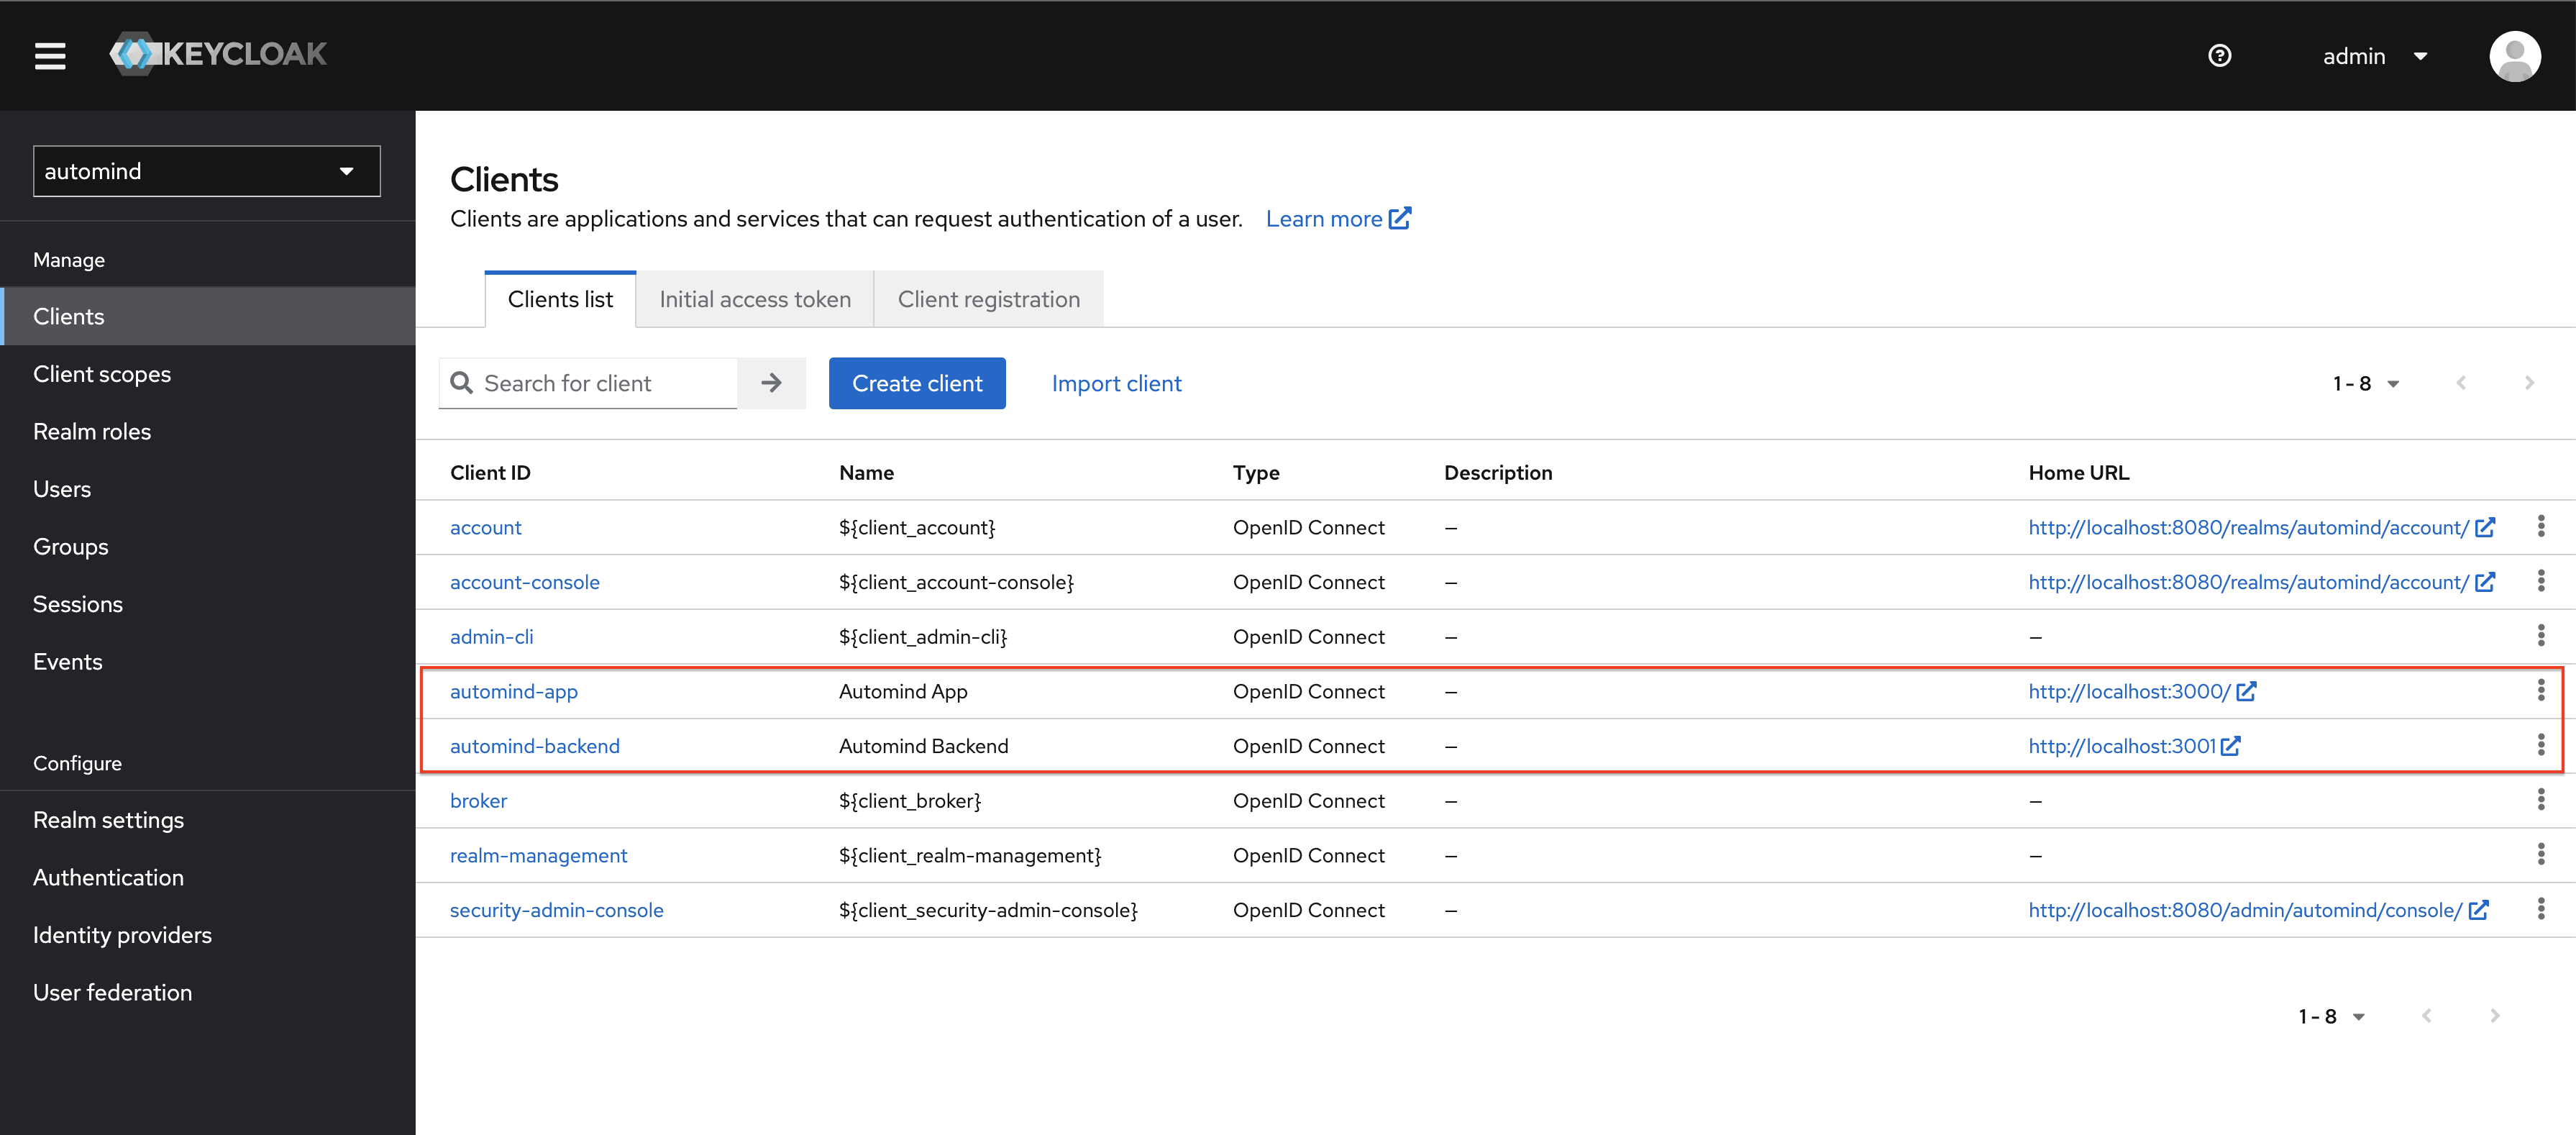 KEYCLOAK
admin
automind
Manage
Clients
Client scopes
Realm roles
Users
Groups
Sessions
Events
Configure
Realm settings
Authentication
Identity providers
User federation
Clients
Clients are applications and services that can request authentication of a user. Learn more
Clients list Initial access token Client registration
Search for client Create client Import client 1 - 8
Client ID Name Type Description Home URL
account ${client_account} OpenID Connect – http://localhost:8080/realms/automind/account/
account-console ${client_account-console} OpenID Connect – http://localhost:8080/realms/automind/account/
admin-cli ${client_admin-cli} OpenID Connect – –
automind-app Automind App OpenID Connect – http://localhost:3000/
automind-backend Automind Backend OpenID Connect – http://localhost:3001
broker ${client_broker} OpenID Connect – –
realm-management ${client_realm-management} OpenID Connect – –
security-admin-console ${client_security-admin-console} OpenID Connect – http://localhost:8080/admin/automind/console/
1 - 8